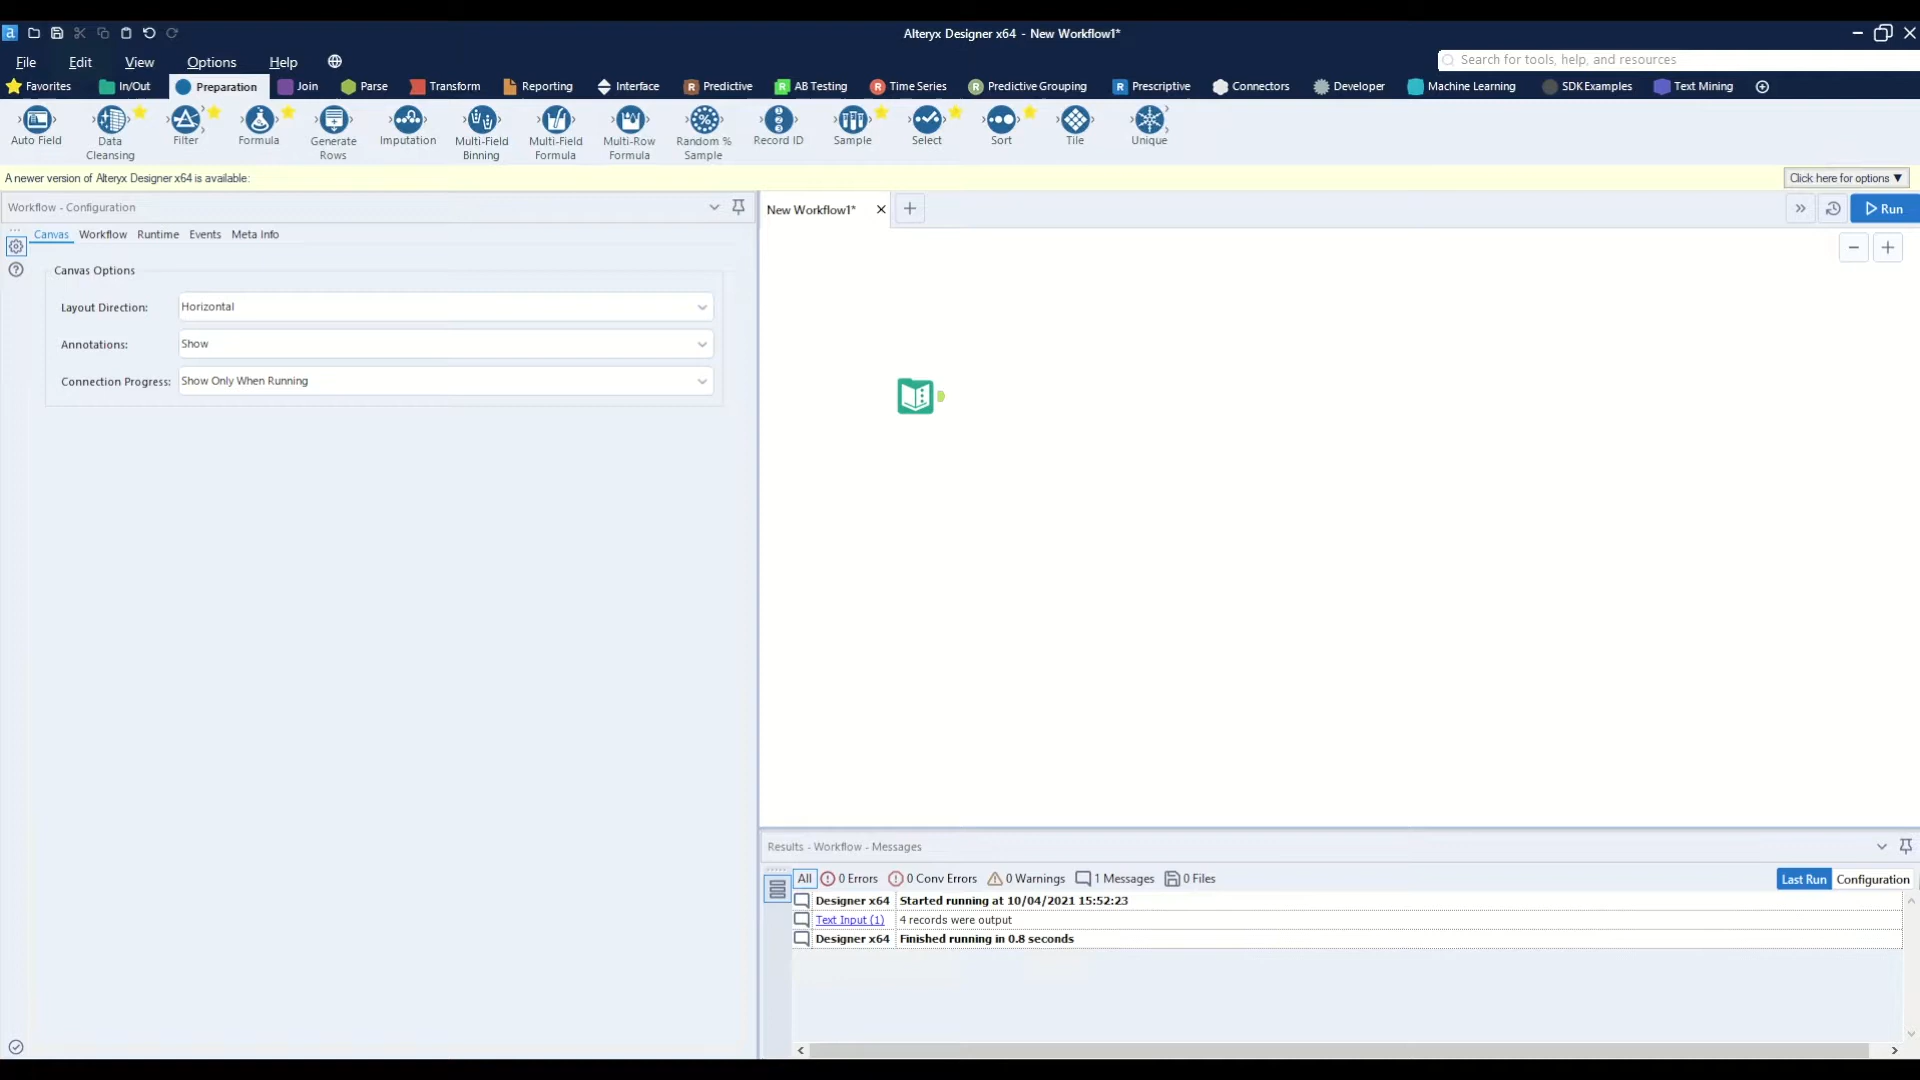 a
Alteryx Designer x64 - New Workflow1*
File Edit View Options Help
Search for tools, help, and resources
Favorites In/Out Preparation Join Parse Transform Reporting Interface R Predictive R AB Testing R Time Series R Predictive Grouping R Prescriptive Connectors Developer Machine Learning SDKExamples Text Mining
Auto Field Data Cleansing Filter Formula Generate Rows Imputation Multi-Field Binning Multi-Field Formula Multi-Row Formula Random % Sample Record ID Sample Select Sort Tile Unique
A newer version of Alteryx Designer x64 is available:
Click here for options ▼
Workflow - Configuration
New Workflow1*
Run
Canvas Workflow Runtime Events Meta Info
Canvas Options
Layout Direction: Horizontal
Annotations: Show
Connection Progress: Show Only When Running
Results - Workflow - Messages
All 0 Errors 0 Conv Errors 0 Warnings 1 Messages 0 Files
Last Run Configuration
Designer x64 Started running at 10/04/2021 15:52:23
Text Input (1) 4 records were output
Designer x64 Finished running in 0.8 seconds